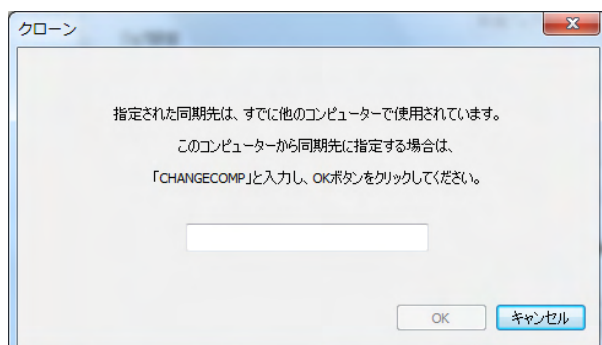 クローン
指定された同期先は、すでに他のコンピューターで使用されています。
このコンピューターから同期先に指定する場合は、
「CHANGECOMP」と入力し、OKボタンをクリックしてください。
OK
キャンセル